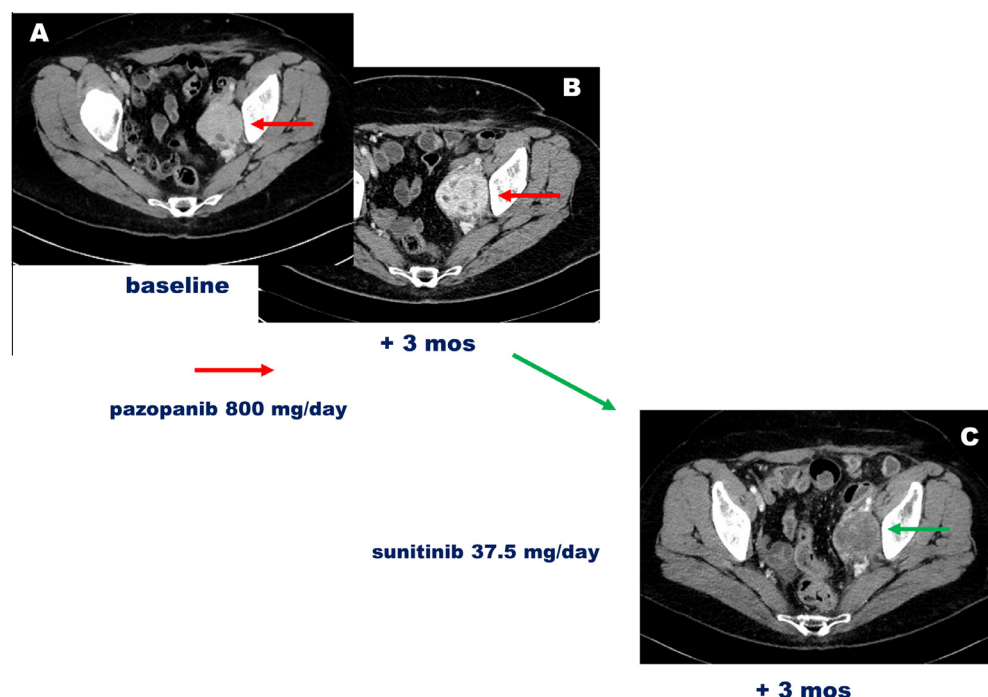 A
B
baseline
+ 3 mos
pazopanib 800 mg/day
C
sunitinib 37.5 mg/day
+ 3 mos